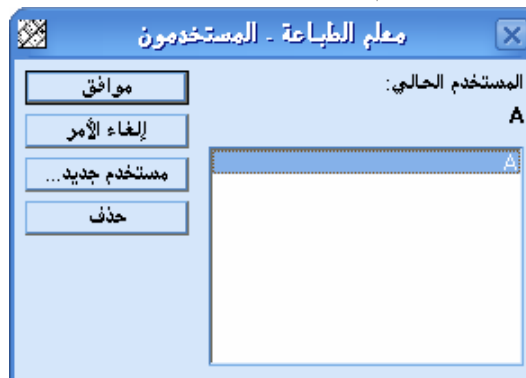 معلم الطباعة - المستخدمون
المستخدم الحالي:
A
A
موافق
إلغاء الأمر
مستخدم جديد...
حذف